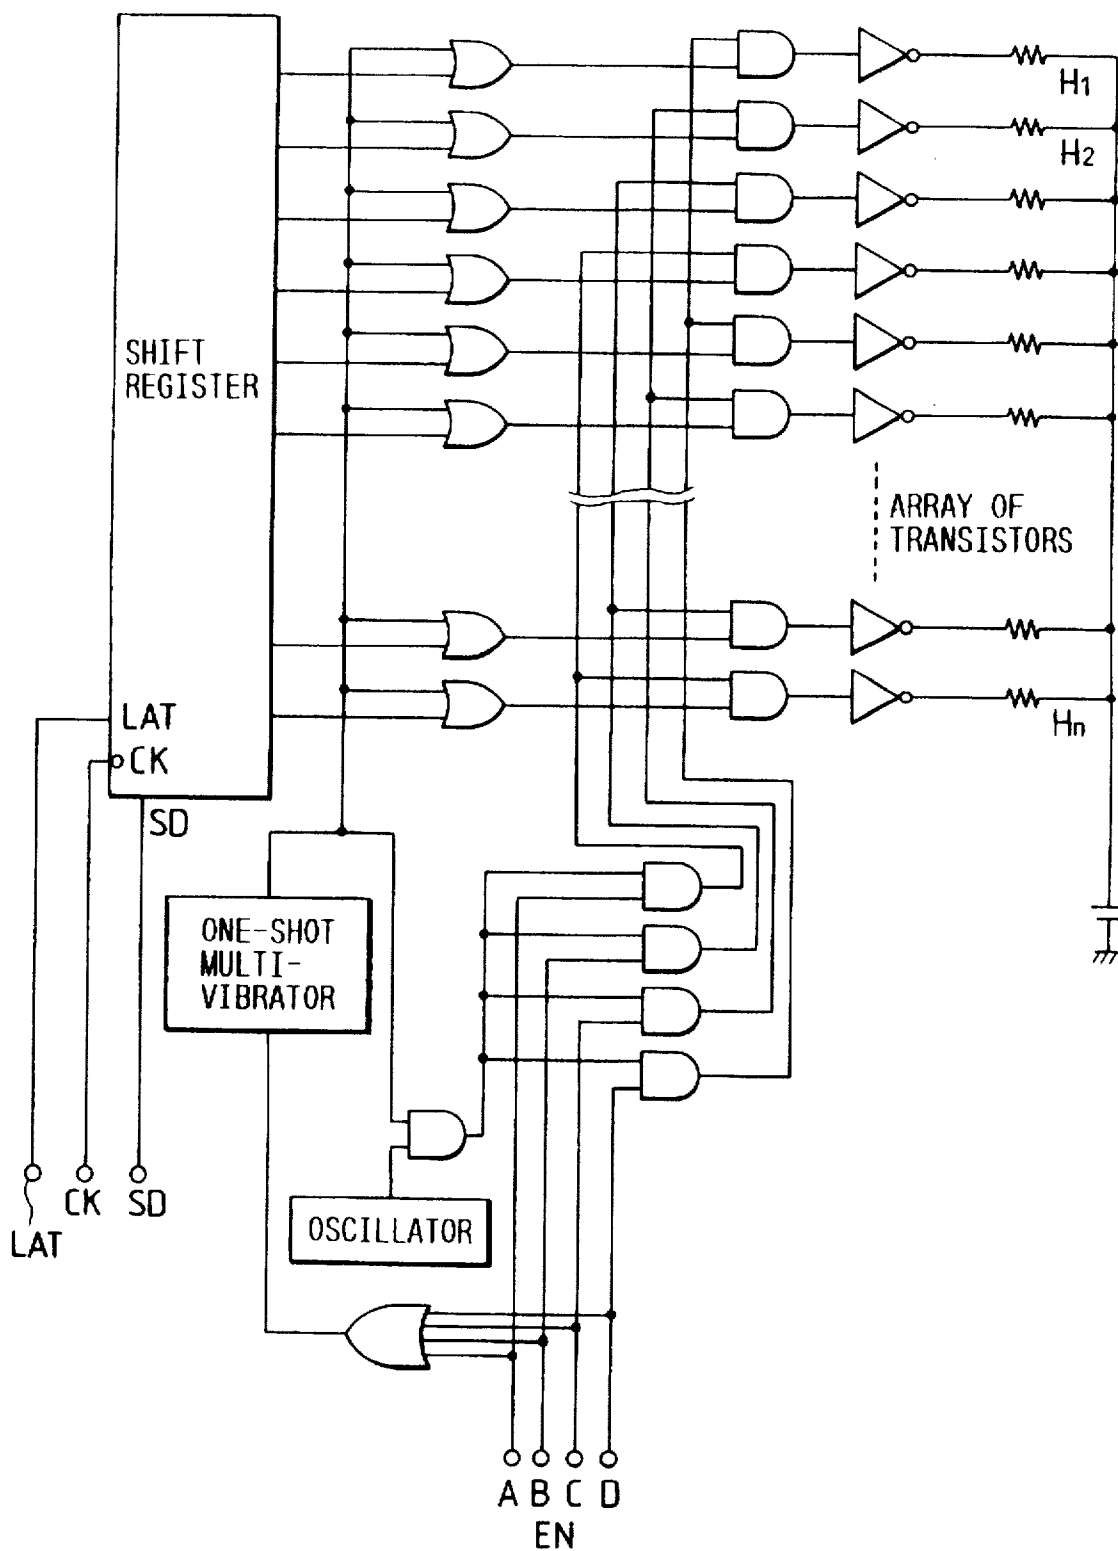 H1
H2
SHIFT
REGISTER
ARRAY OF
TRANSISTORS
LAT
CK
Hn
SD
ONE-SHOT
MULTI-
VIBRATOR
CK SD
LAT
OSCILLATOR
A B C D
EN